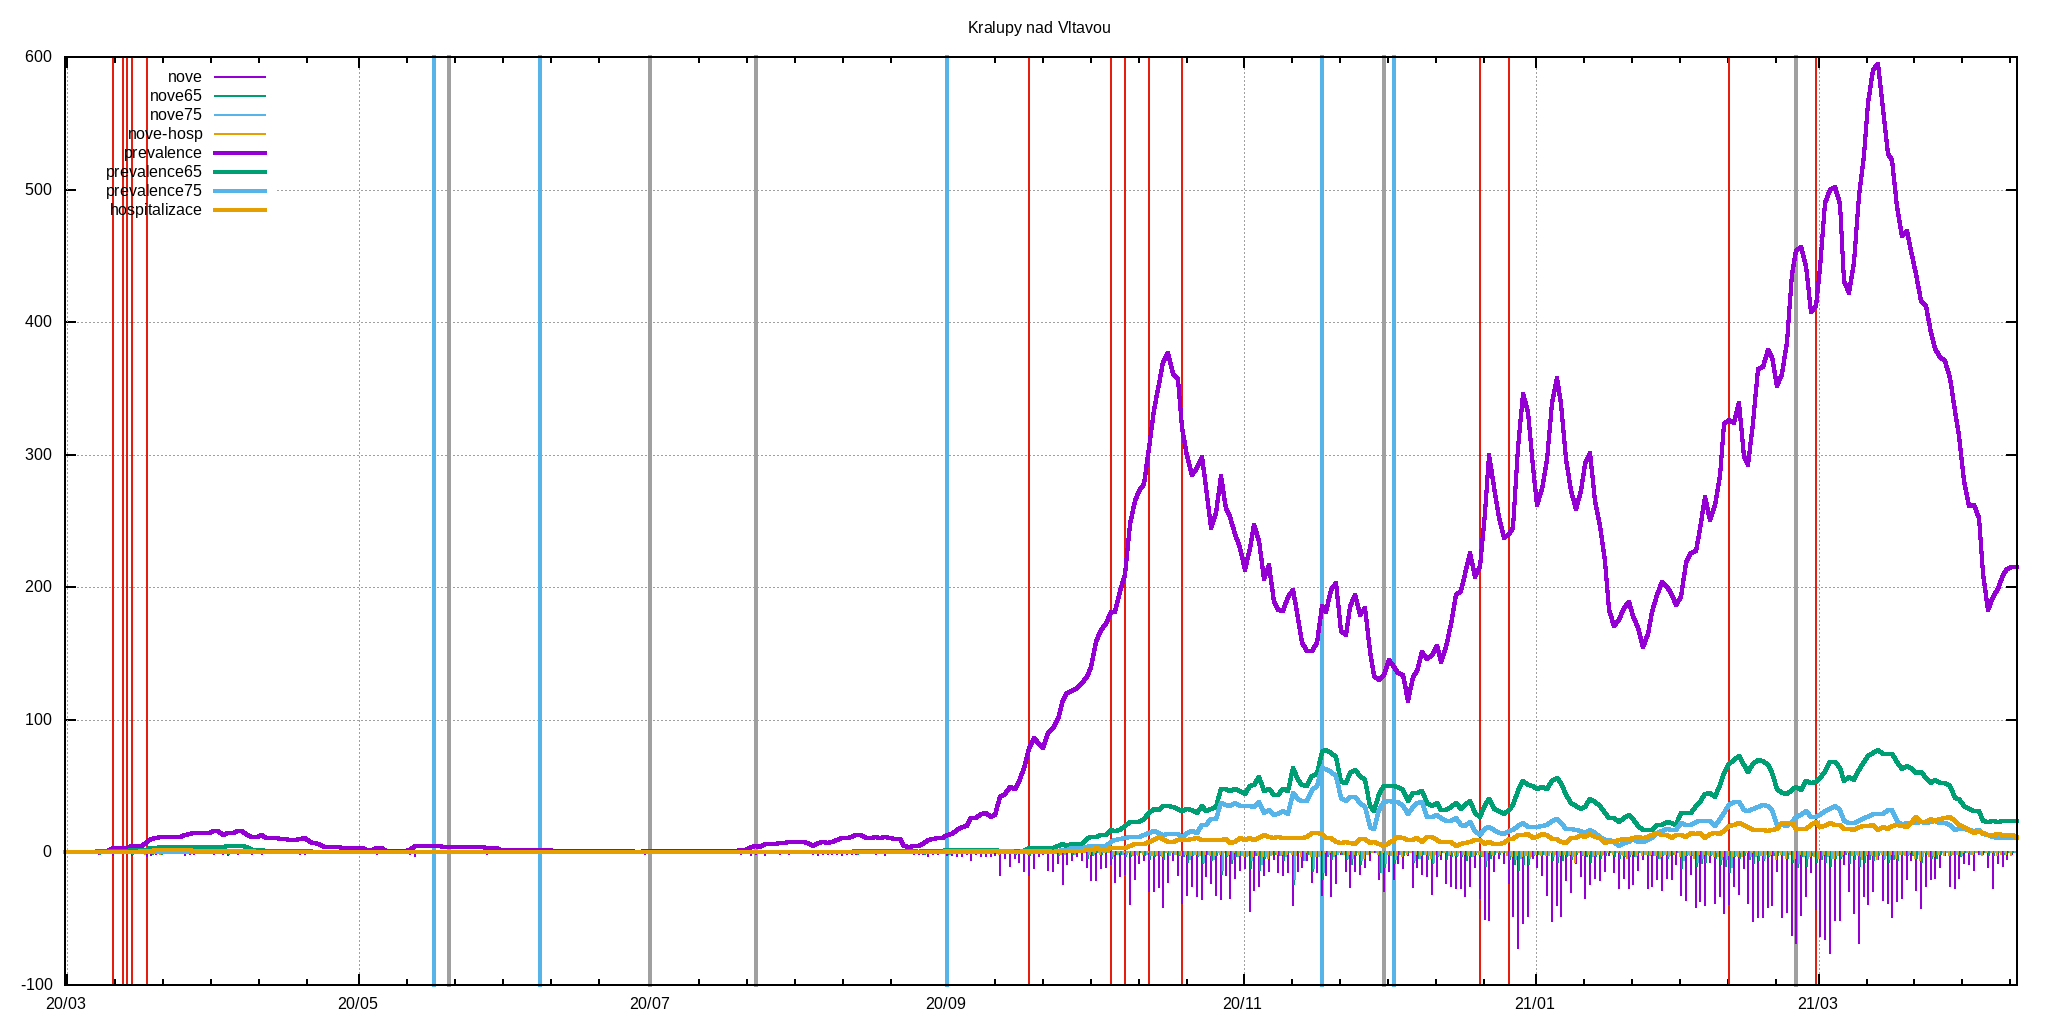 Kralupy nad Vltavou
600
500
400
300
200
100
0
-100
nove
nove65
nove75
nove-hosp
prevalence
prevalence65
prevalence75
hospitalizace
20/03 20/05 20/07 20/09 20/11 21/01 21/03